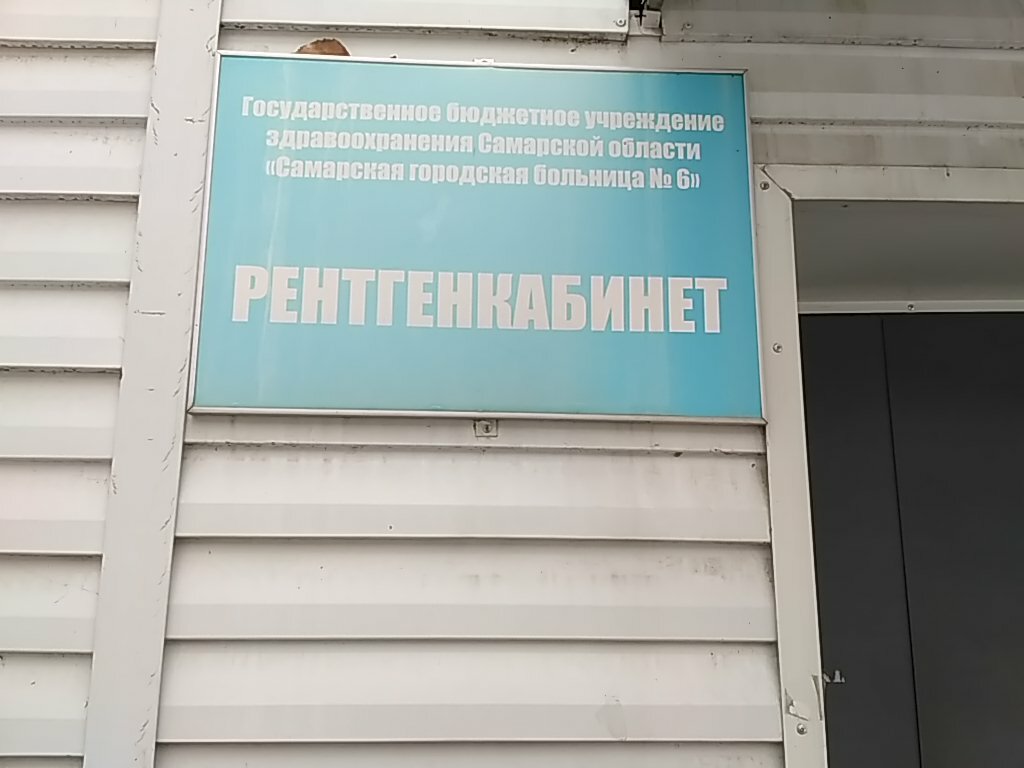 Государственное бюджетное учреждение
здравоохранения Самарской области
«Самарская городская больница № 6»
РЕНТГЕНКАБИНЕТ